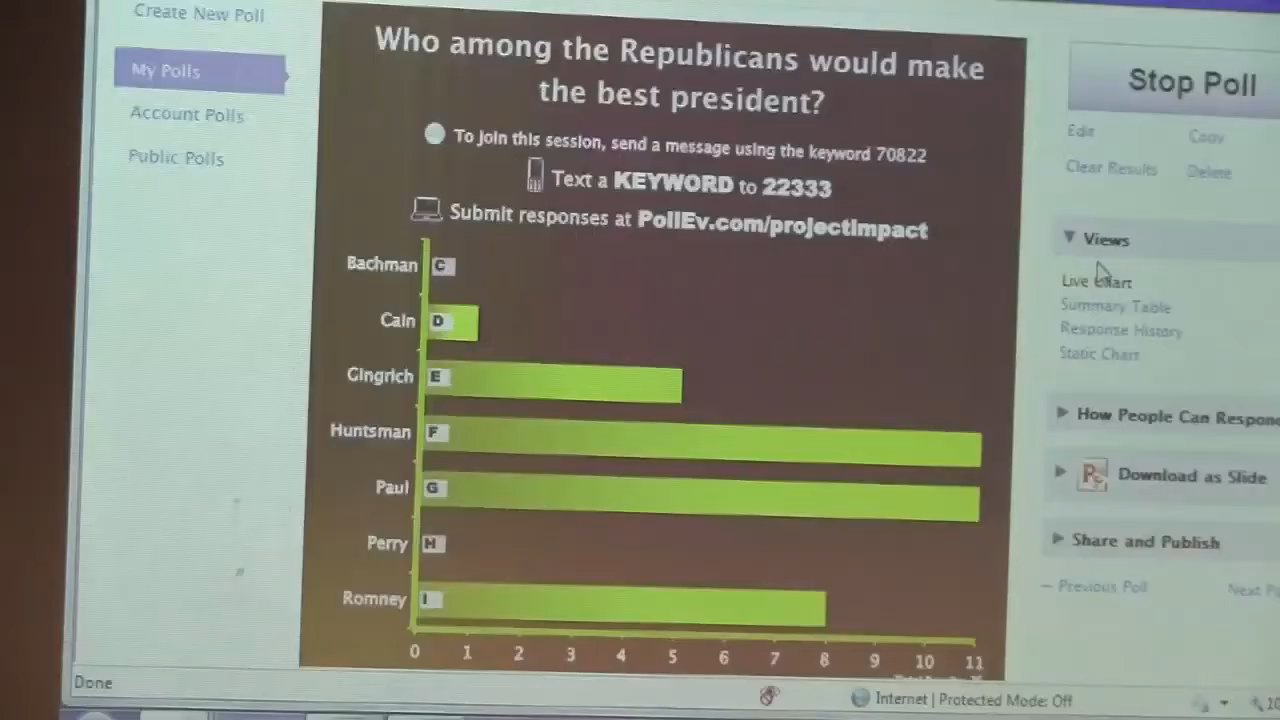 Create New Poll
My Polls
Account Polls
Public Polls
Who among the Republicans would make
the best president?
To join this session, send a message using the keyword 70822
Text a KEYWORD to 22333
Submit responses at PollEv.com/projectimpact
Bachman C
Cain D
Gingrich E
Huntsman F
Paul G
Perry H
Romney I
0 1 2 3 4 5 6 7 8 9 10 11
Stop Poll
Edit Copy
Clear Results Delete
Views
Live Chart
Summary Table
Response History
Static Chart
How People Can Respon
Download as Slide
Share and Publish
Previous Poll Next
Done
Internet | Protected Mode: Off